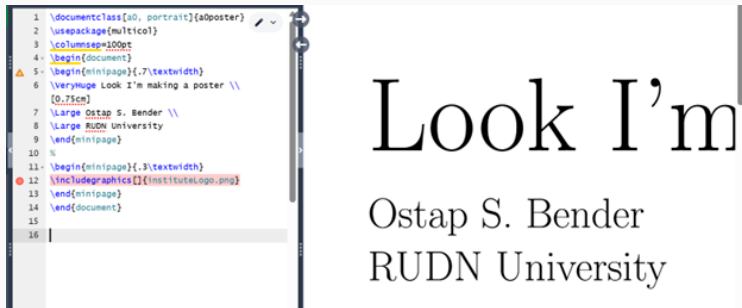 1 \documentclass[a0, portrait]{a0poster}
2 \usepackage{multicol}
3 \columnsep=100pt
4 \begin{document}
5 \begin{minipage}{.7\textwidth}
6 \VeryHuge Look I'm making a poster \\
[0.75cm]
7 \Large Ostap S. Bender \\
8 \Large RUDN University
9 \end{minipage}
10 %
11 \begin{minipage}{.3\textwidth}
12 \includegraphics[]{instituteLogo.png}
13 \end{minipage}
14 \end{document}
15
16
Look I'm
Ostap S. Bender
RUDN University